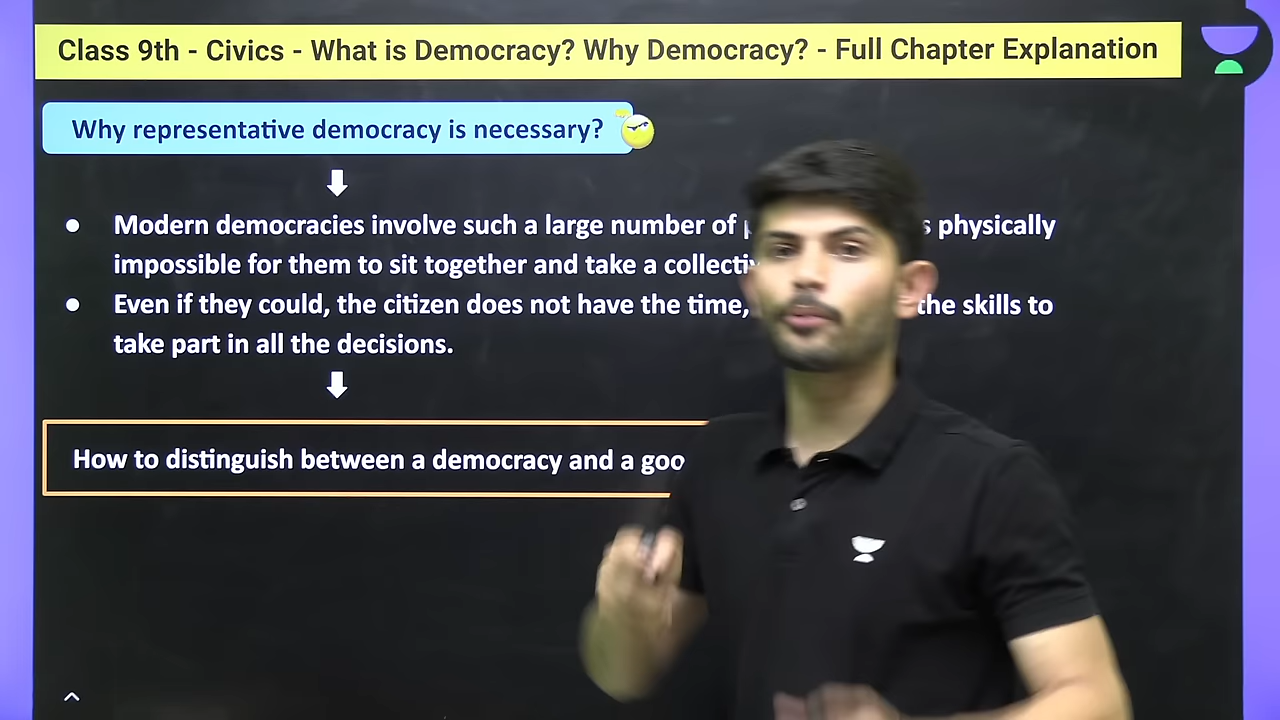 Class 9th - Civics - What is Democracy? Why Democracy? - Full Chapter Explanation
Why representative democracy is necessary?
● Modern democracies involve such a large number of physically
impossible for them to sit together and take a
● Even if they could, the citizen does not have the time, the skills to
take part in all the decisions.
How to distinguish between a democracy and a